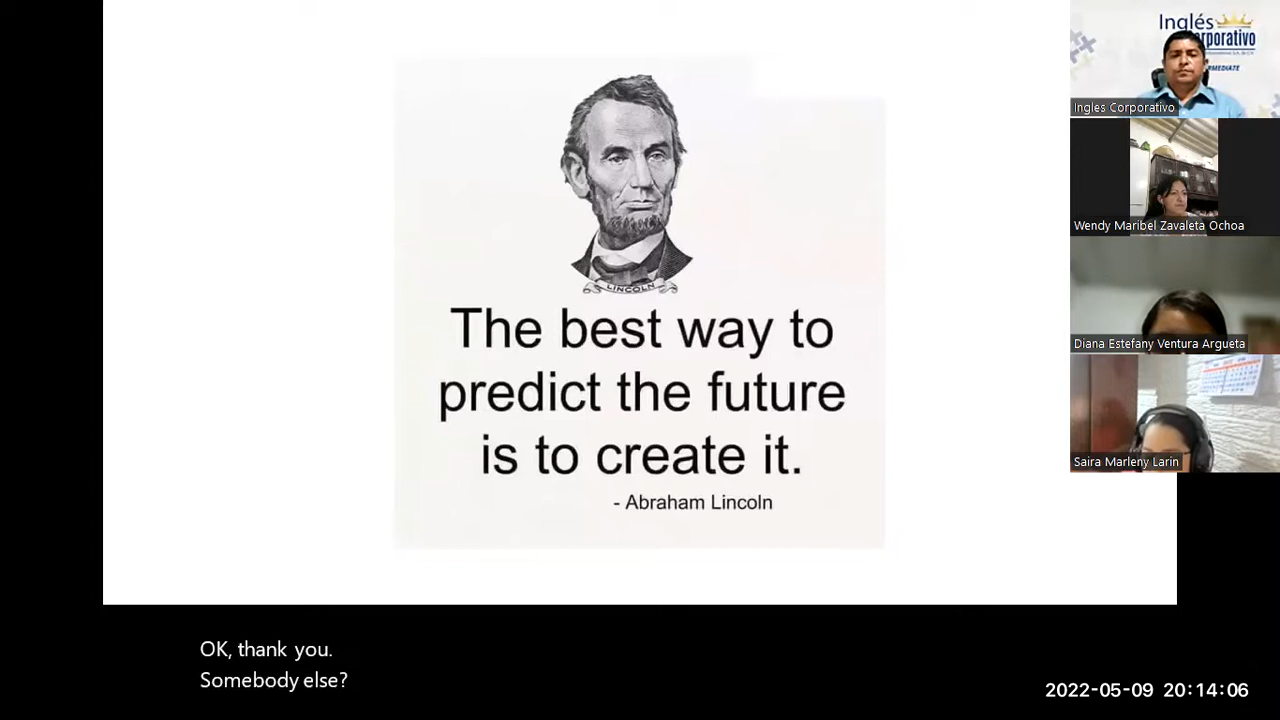 LINCOLN
The best way to
predict the future
is to create it.
- Abraham Lincoln
Inglés
Corporativo
Ingles Corporativo
Wendy Maribel Zavaleta Ochoa
Diana Estefany Ventura Argueta
Saira Marleny Larin
OK, thank you.
Somebody else?
2022-05-09 20:14:06